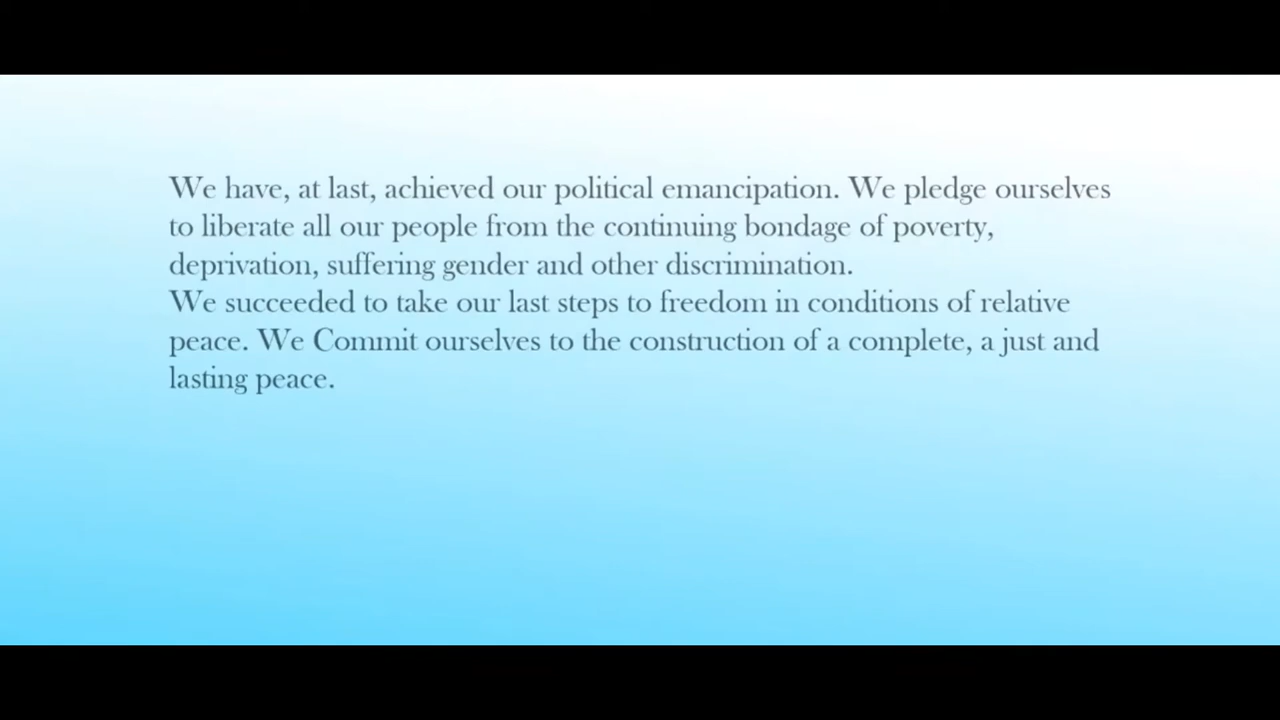 We have, at last, achieved our political emancipation. We pledge ourselves
to liberate all our people from the continuing bondage of poverty,
deprivation, suffering gender and other discrimination.
We succeeded to take our last steps to freedom in conditions of relative
peace. We Commit ourselves to the construction of a complete, a just and
lasting peace.